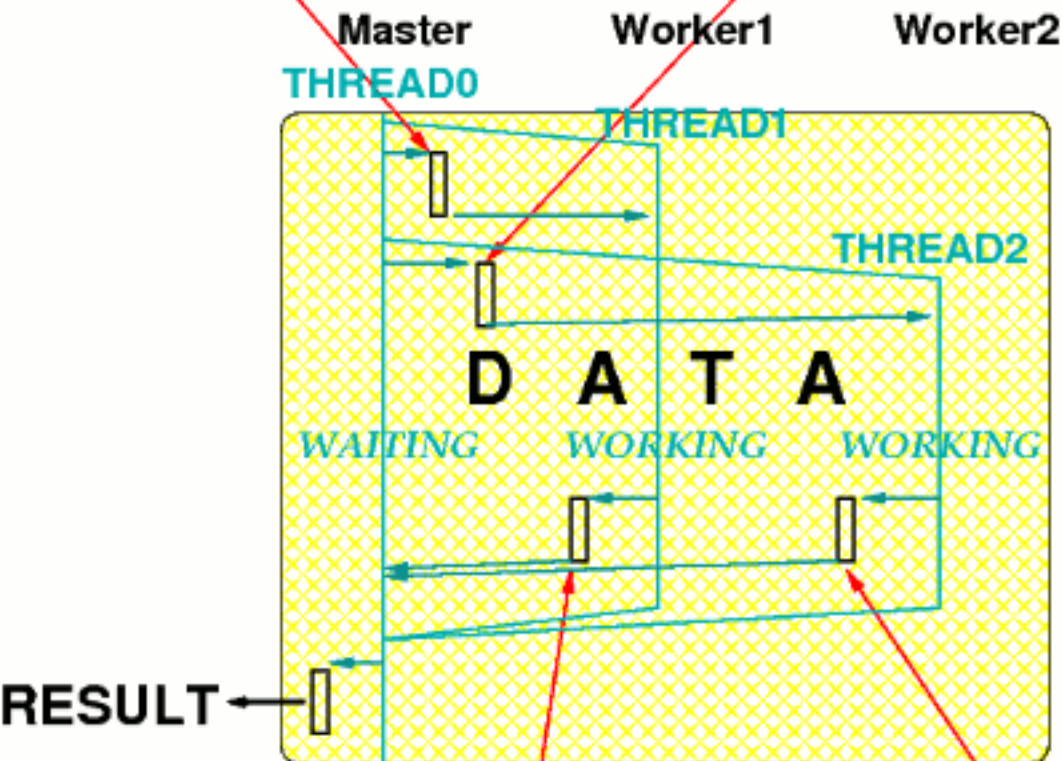 Master Worker1 Worker2
THREAD0
THREAD1
THREAD2
D A T A
WAITING WORKING WORKING
RESULT